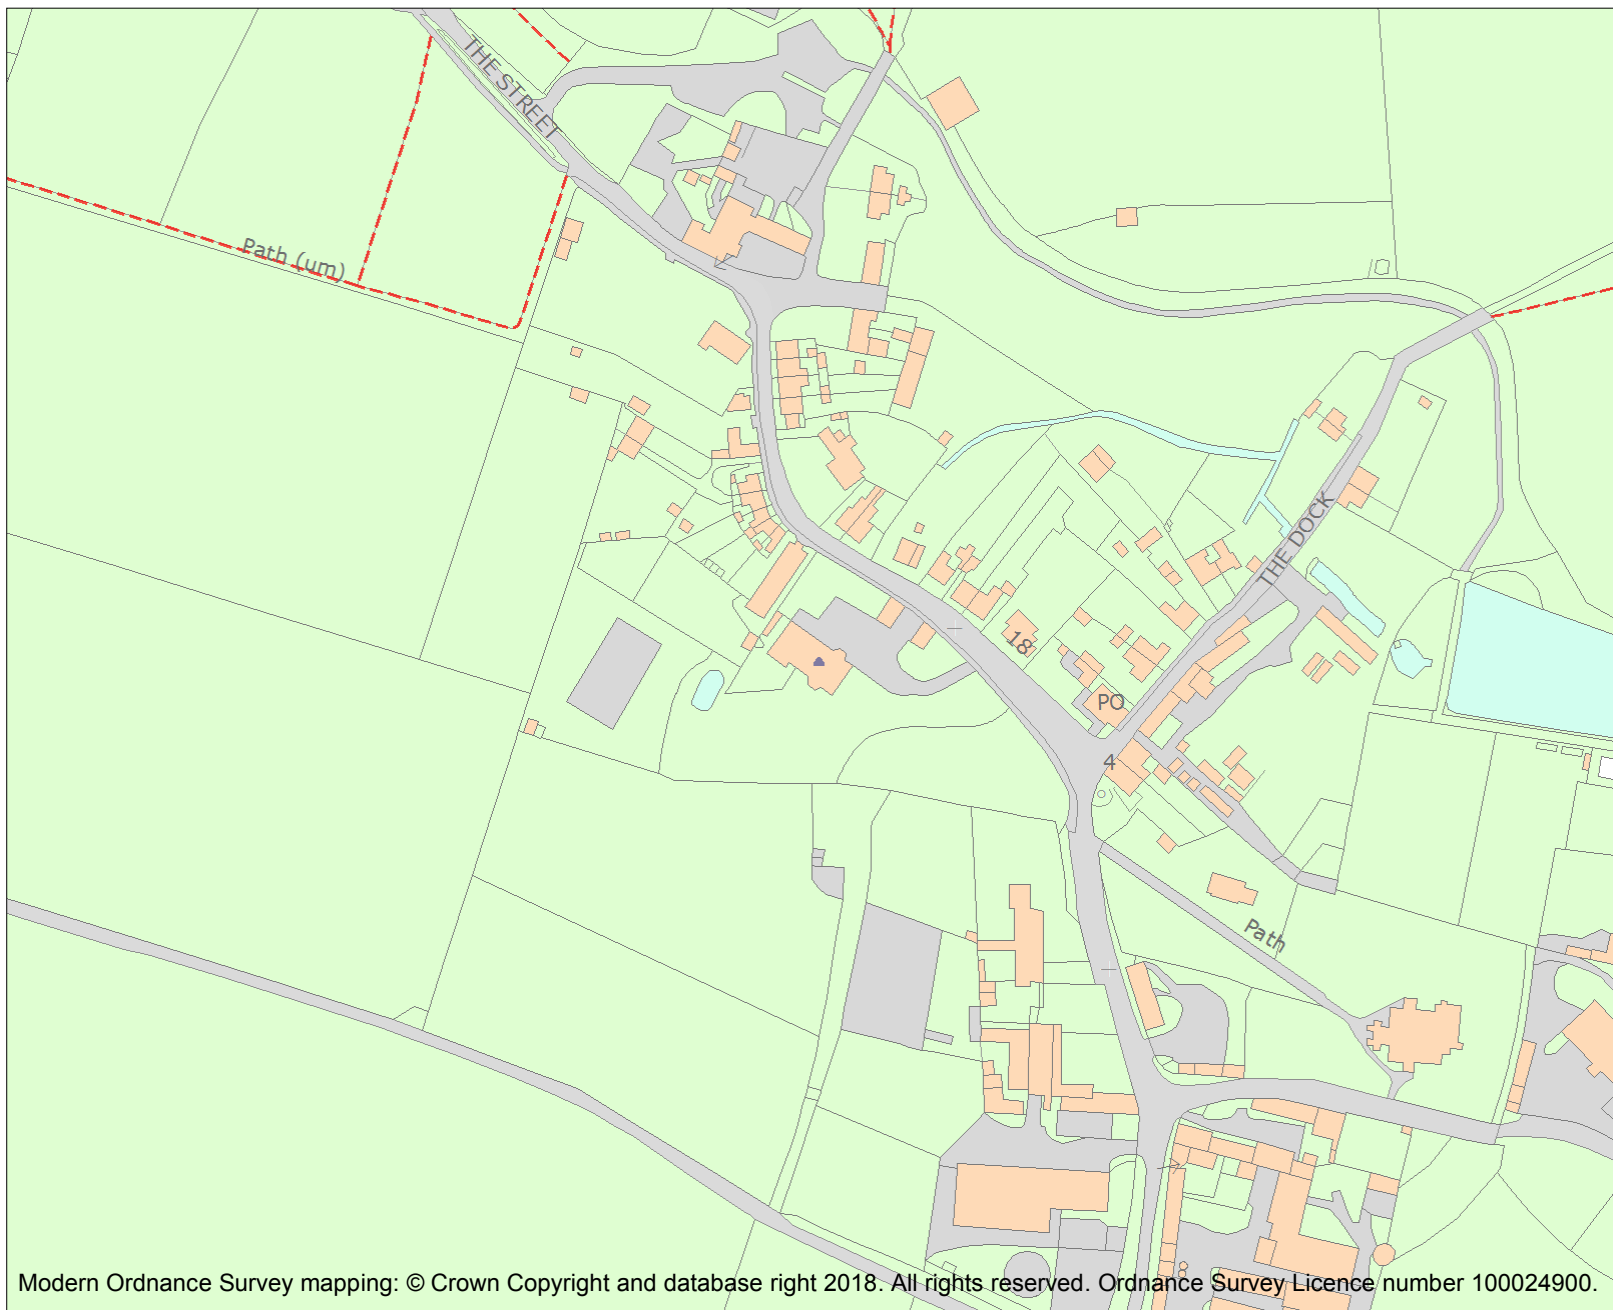 THE STREET
Path (um)
THE DOCK
18
PO
4
Path
Modern Ordnance Survey mapping: © Crown Copyright and database right 2018. All rights reserved. Ordnance Survey Licence number 100024900.